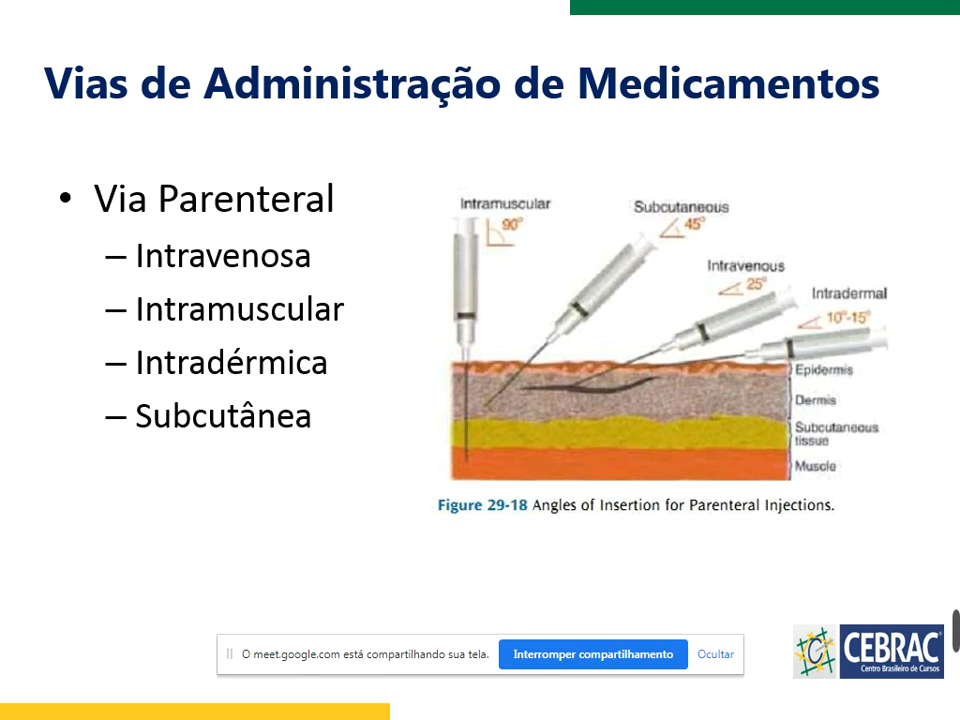 Vias de Administração de Medicamentos
• Via Parenteral
– Intravenosa
– Intramuscular
– Intradérmica
– Subcutânea
Intramuscular
90°
Subcutaneous
45°
Intravenous
25°
Intradermal
10°-15°
Epidermis
Dermis
Subcutaneous
tissue
Muscle
Figure 29-18 Angles of Insertion for Parenteral Injections.
O meet.google.com está compartilhando sua tela.
Interromper compartilhamento
Ocultar
CEBRAC
Centro Brasileiro de Cursos